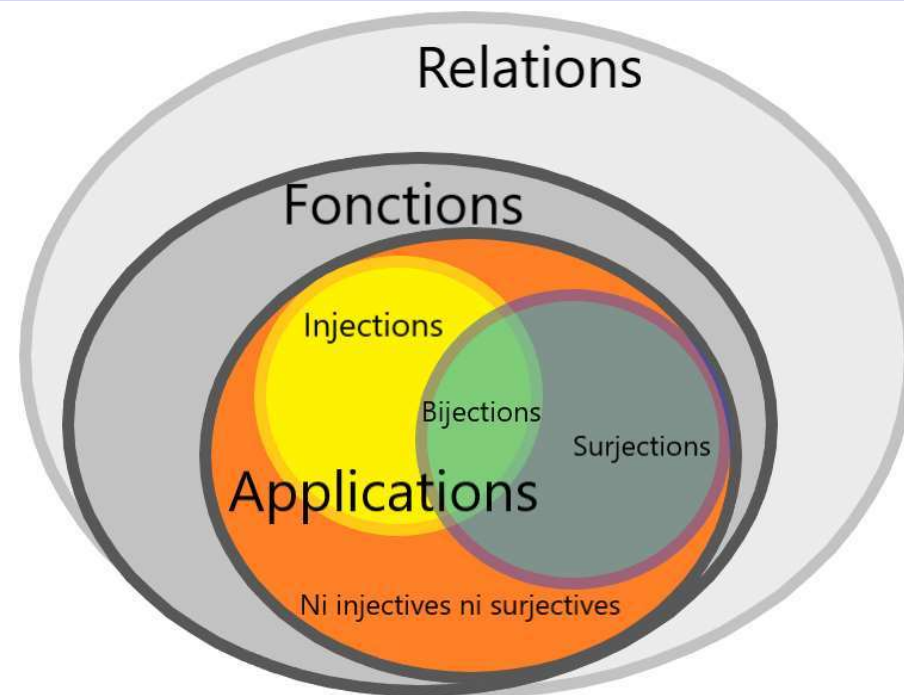 Relations
Fonctions
Injections
Bijections
Surjections
Applications
Ni injectives ni surjectives